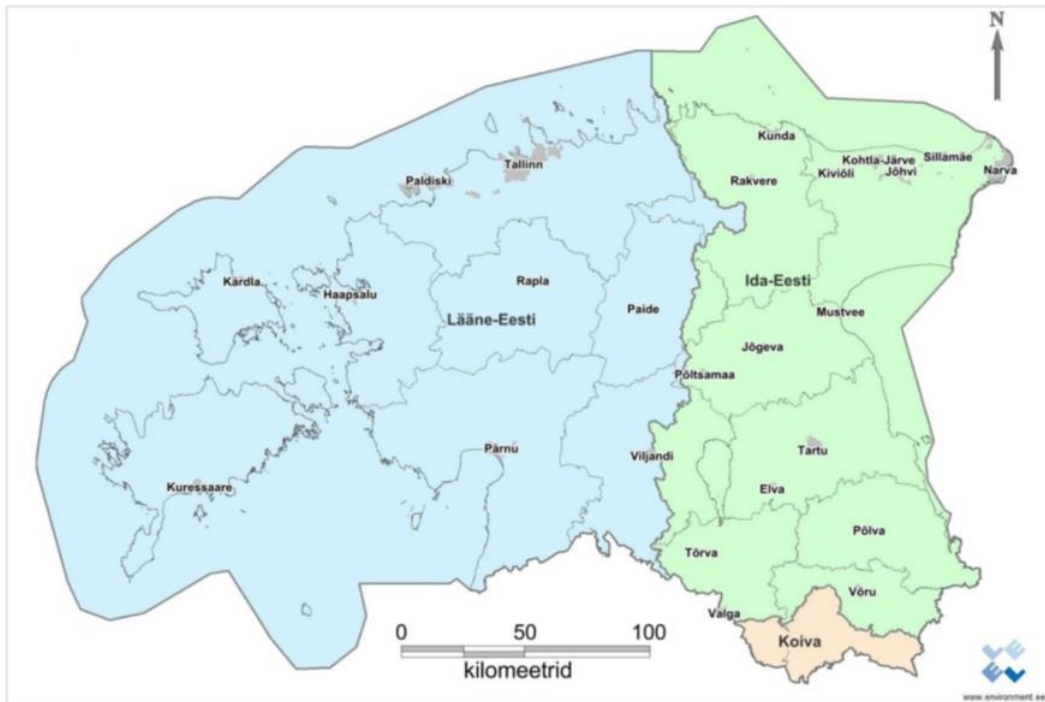 N
Kunda
Tallinn
Kohtla-Järve
Sillämäe
Paldiski
Rakvere
Kiviõli
Jõhvi
Narva
Kärdla
Haapsalu
Rapla
Ida-Eesti
Lääne-Eesti
Paide
Mustvee
Jõgeva
Põltsamaa
Pärnu
Viljandi
Tartu
Kuressaare
Elva
Põlva
Tõrva
Võru
Valga
Koiva
0 50 100
kilomeetrid
www.environment.ee